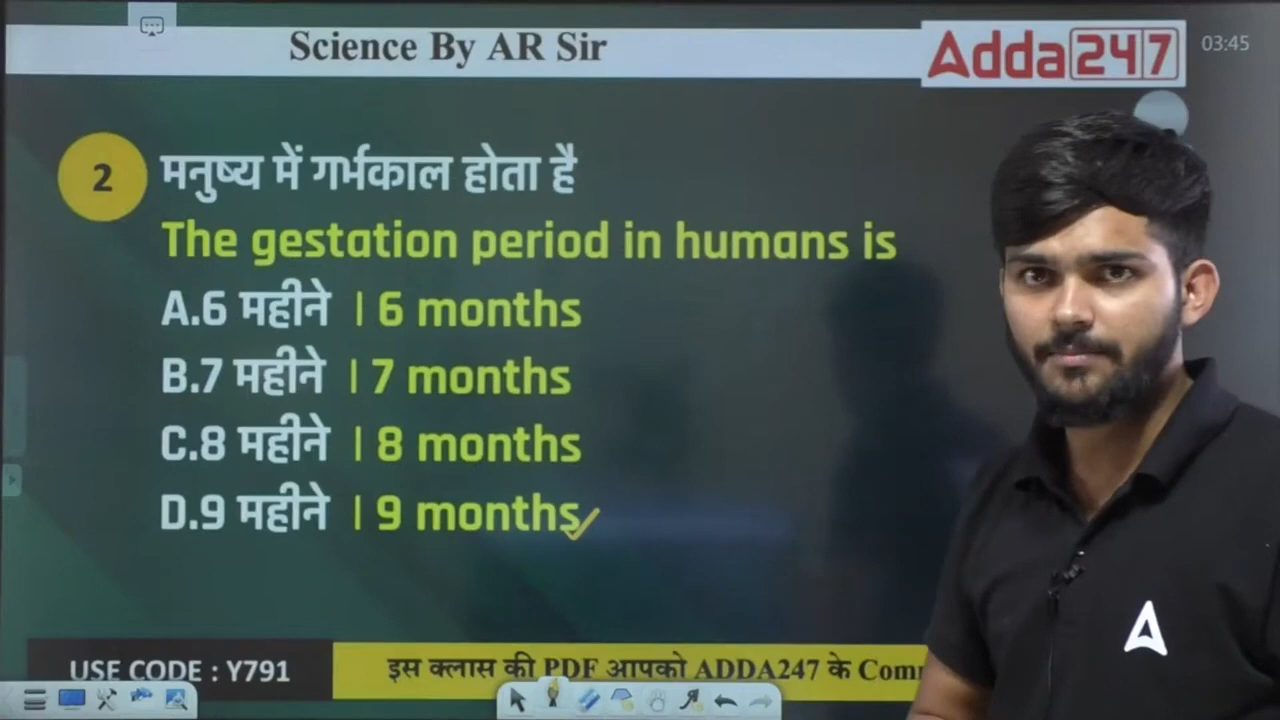 Science By AR Sir
Adda247
03:45
2
मनुष्य में गर्भकाल होता है
The gestation period in humans is
A.6 महीने | 6 months
B.7 महीने | 7 months
C.8 महीने | 8 months
D.9 महीने | 9 months
USE CODE : Y791
इस क्लास की PDF आपको ADDA247 के Comm